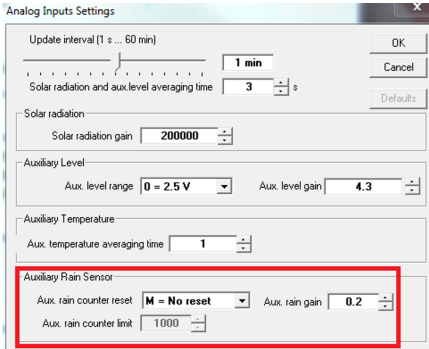 Analog Inputs Settings
Update interval (1 s ... 60 min)
1 min
OK
Cancel
Solar radiation and aux.level averaging time 3 s
Defaults
Solar radiation
Solar radiation gain 200000
Auxiliary Level
Aux. level range 0 = 2.5 V Aux. level gain 4.3
Auxiliary Temperature
Aux. temperature averaging time 1
Auxiliary Rain Sensor
Aux. rain counter reset M = No reset Aux. rain gain 0.2
Aux. rain counter limit 1000